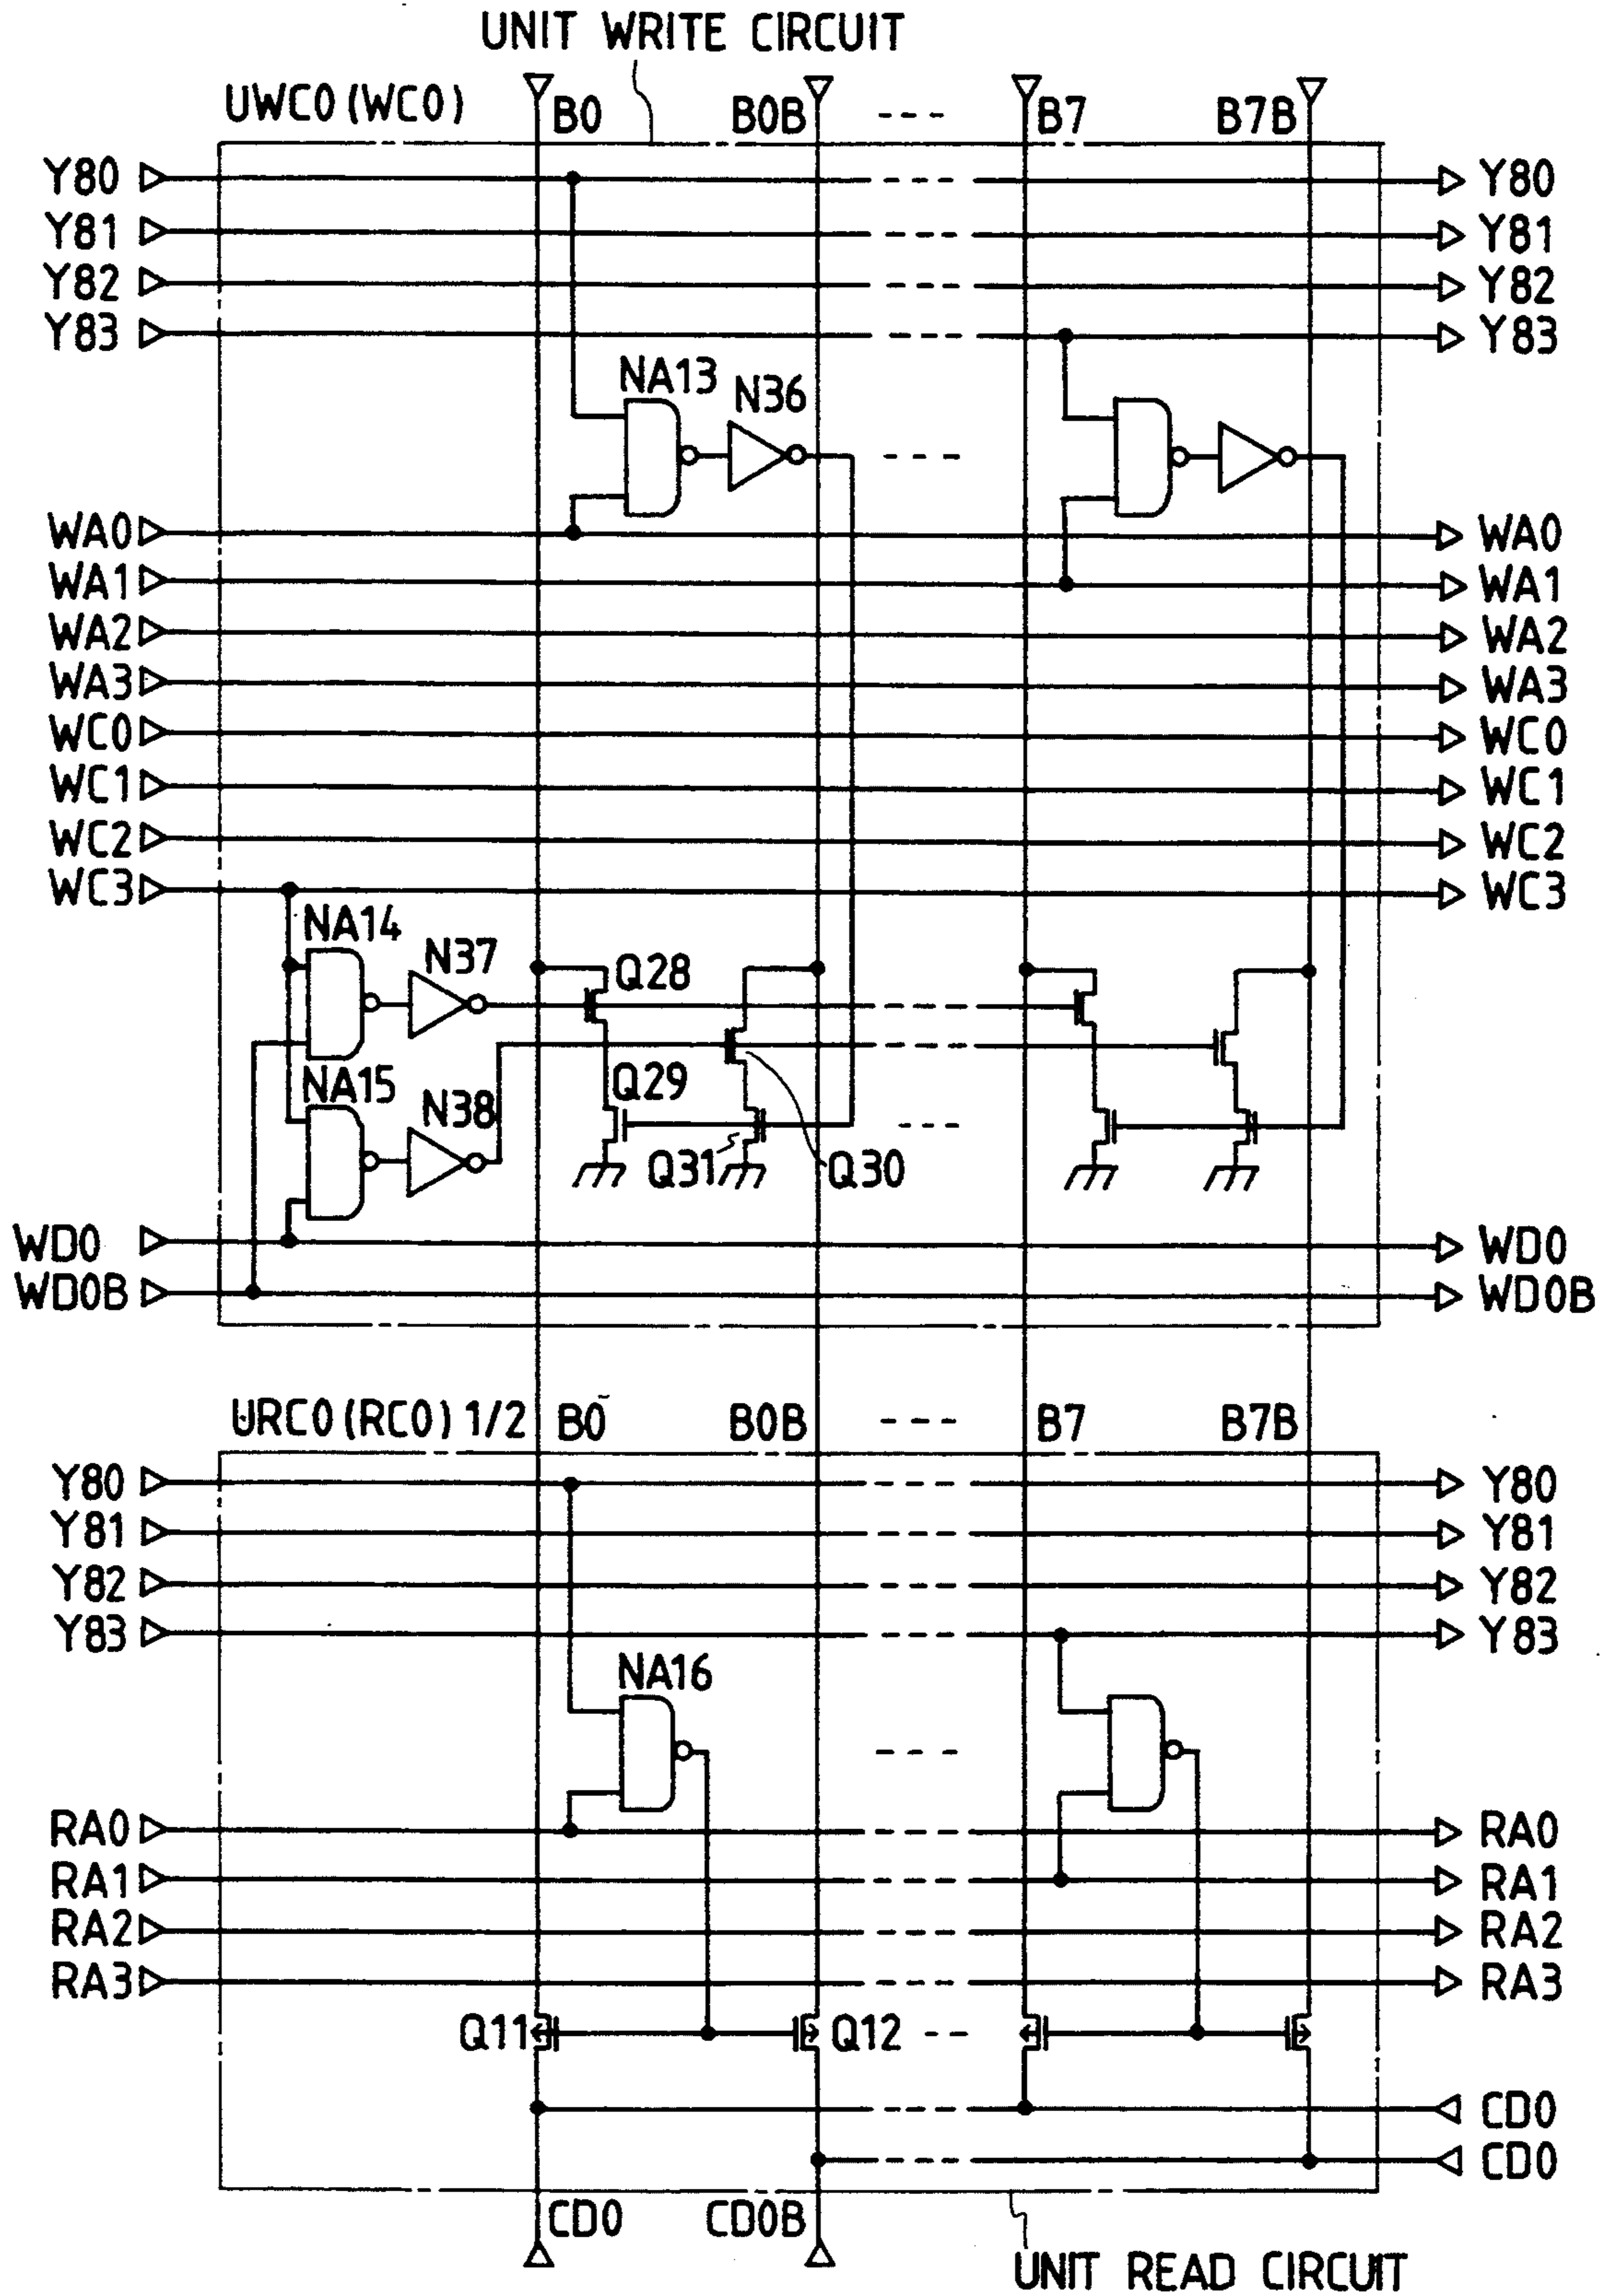 UNIT WRITE CIRCUIT
UWC0 (WC0)
B0 B0B --- B7 B7B
Y80 --- Y80
Y81 --- Y81
Y82 --- Y82
Y83 --- Y83
NA13 N36
---
WA0 WA0
WA1 WA1
WA2 WA2
WA3 WA3
WC0 WC0
WC1 WC1
WC2 WC2
WC3 WC3
NA14 N37 Q28
NA15 N38 Q29
Q31 Q30
---
WD0 WD0
WD0B WD0B
URC0 (RC0) 1/2 B0 B0B --- B7 B7B
Y80 Y80
Y81 Y81
Y82 Y82
Y83 Y83
NA16
---
RA0 RA0
RA1 RA1
RA2 RA2
RA3 RA3
Q11 Q12 --
CD0
CD0
CD0 CD0B
UNIT READ CIRCUIT